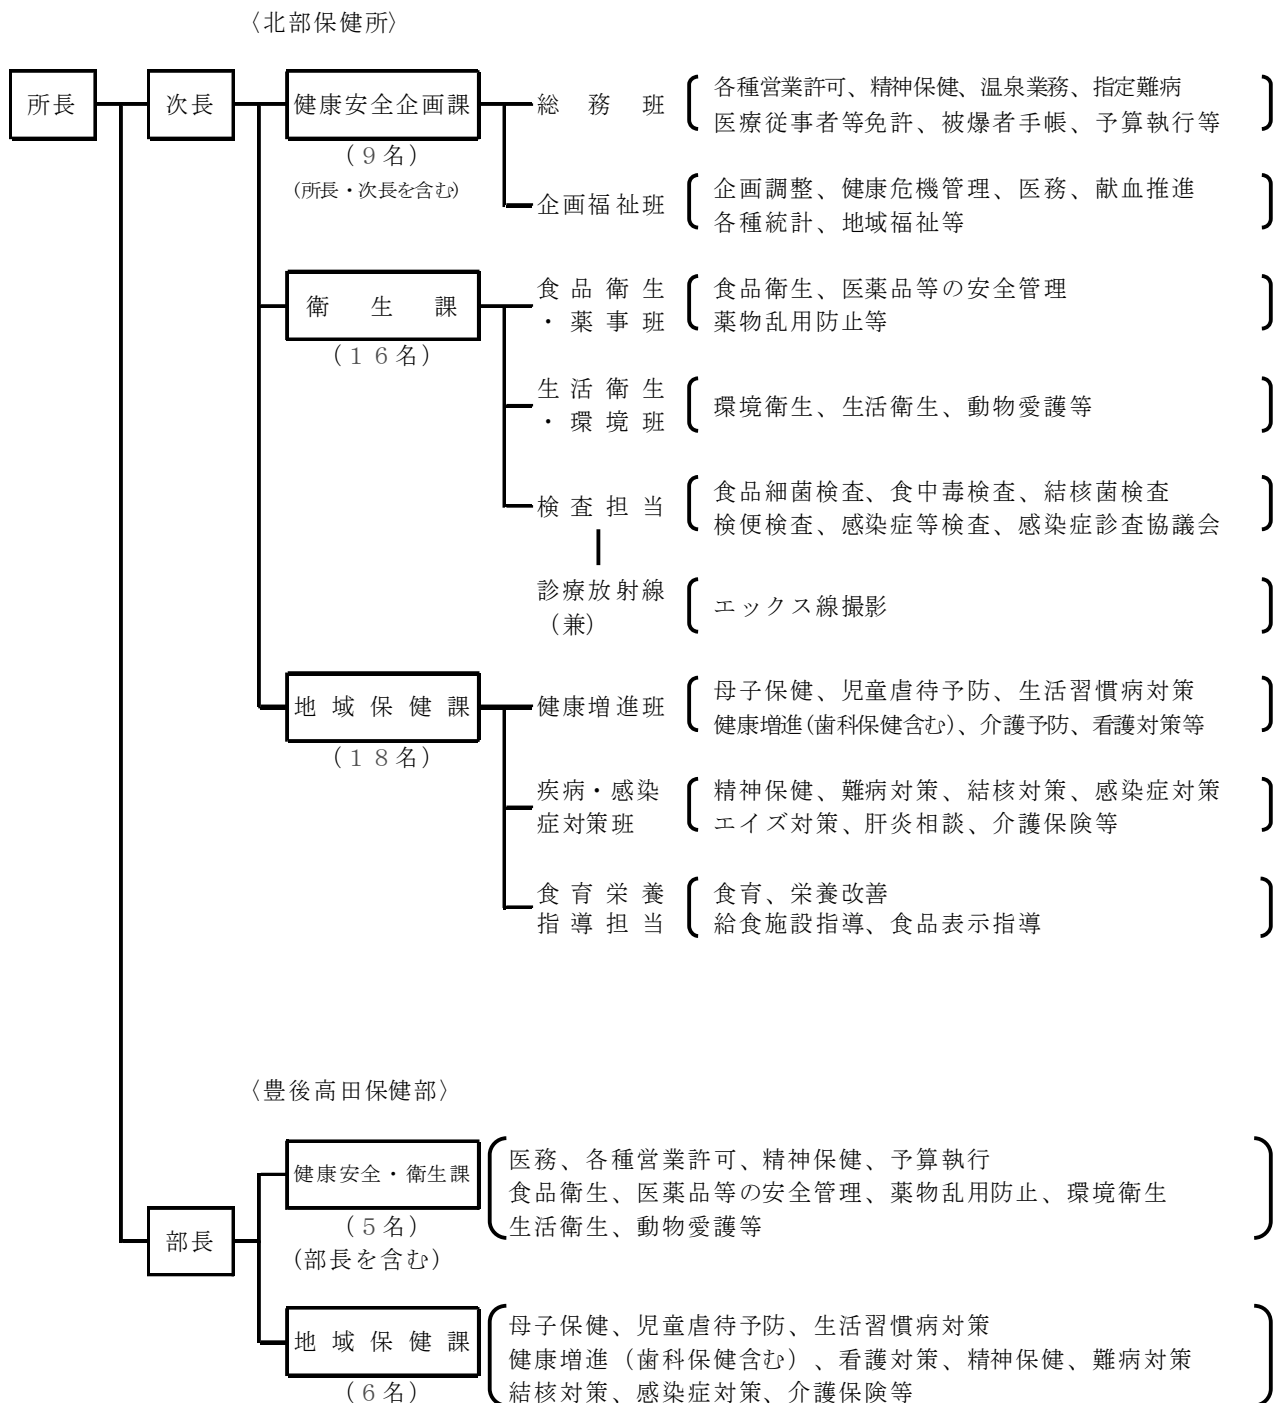 〈北部保健所〉
所長
次長
健康安全企画課
（９名）
(所長・次長を含む)
総務班
各種営業許可、精神保健、温泉業務、指定難病
医療従事者等免許、被爆者手帳、予算執行等
企画福祉班
企画調整、健康危機管理、医務、献血推進
各種統計、地域福祉等
衛生課
（１６名）
食品衛生
・薬事班
食品衛生、医薬品等の安全管理
薬物乱用防止等
生活衛生
・環境班
環境衛生、生活衛生、動物愛護等
検査担当
食品細菌検査、食中毒検査、結核菌検査
検便検査、感染症等検査、感染症診査協議会
診療放射線
（兼）
エックス線撮影
地域保健課
（１８名）
健康増進班
母子保健、児童虐待予防、生活習慣病対策
健康増進(歯科保健含む)、介護予防、看護対策等
疾病・感染
症対策班
精神保健、難病対策、結核対策、感染症対策
エイズ対策、肝炎相談、介護保険等
食育栄養
指導担当
食育、栄養改善
給食施設指導、食品表示指導
〈豊後高田保健部〉
部長
健康安全・衛生課
（５名）
(部長を含む)
医務、各種営業許可、精神保健、予算執行
食品衛生、医薬品等の安全管理、薬物乱用防止、環境衛生
生活衛生、動物愛護等
地域保健課
（６名）
母子保健、児童虐待予防、生活習慣病対策
健康増進（歯科保健含む）、看護対策、精神保健、難病対策
結核対策、感染症対策、介護保険等